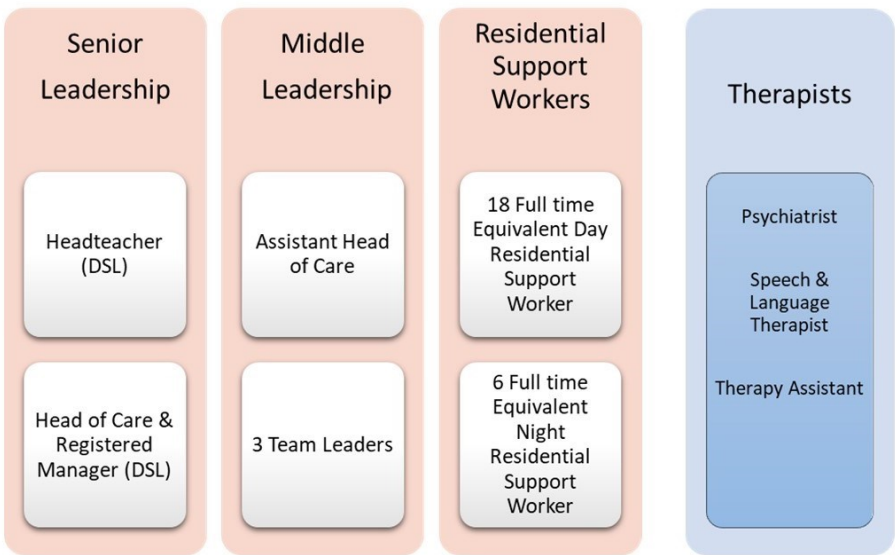 Senior
Leadership
Headteacher
(DSL)
Head of Care &
Registered
Manager (DSL)
Middle
Leadership
Assistant Head
of Care
3 Team Leaders
Residential
Support
Workers
18 Full time
Equivalent Day
Residential
Support
Worker
6 Full time
Equivalent
Night
Residential
Support
Worker
Therapists
Psychiatrist
Speech &
Language
Therapist
Therapy Assistant